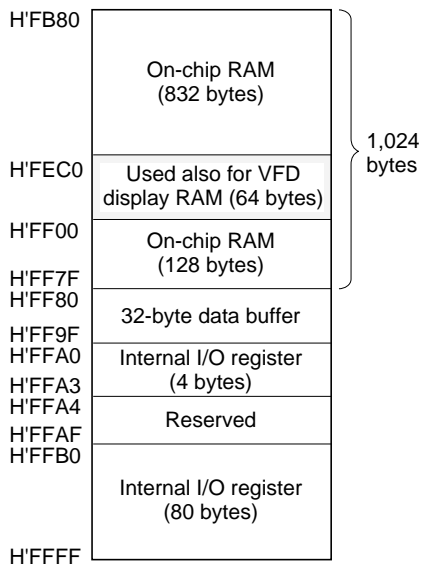 H'FB80
On-chip RAM
(832 bytes)
1,024
bytes
H'FEC0
Used also for VFD
display RAM (64 bytes)
H'FF00
On-chip RAM
(128 bytes)
H'FF7F
H'FF80
32-byte data buffer
H'FF9F
H'FFA0
Internal I/O register
(4 bytes)
H'FFA3
H'FFA4
Reserved
H'FFAF
H'FFB0
Internal I/O register
(80 bytes)
H'FFFF